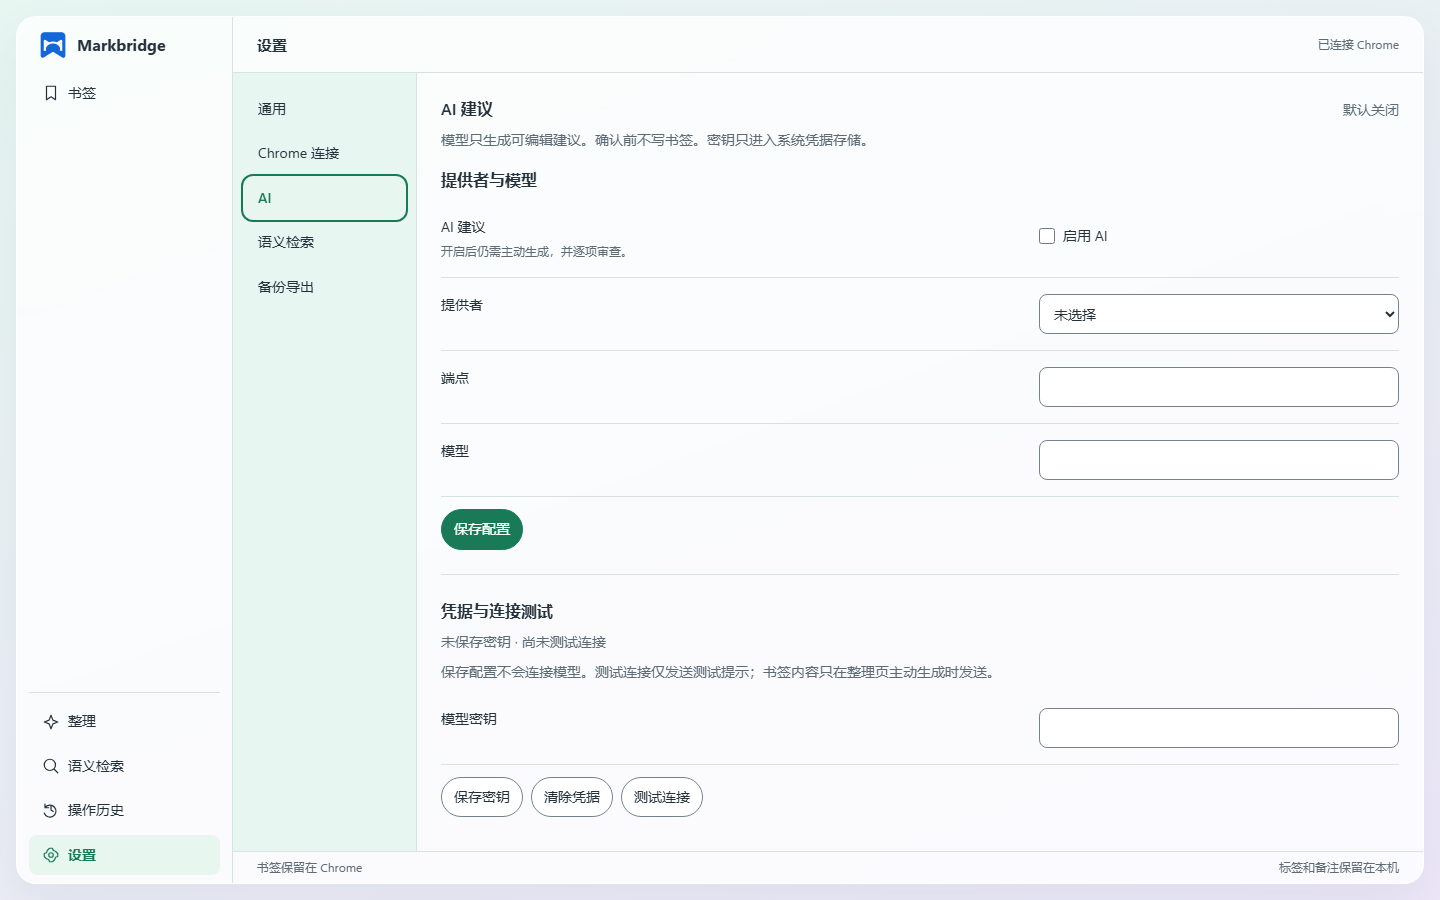 Markbridge
书签
整理
语义检索
操作历史
设置
设置
已连接 Chrome
通用
Chrome 连接
AI
语义检索
备份导出
AI 建议
默认关闭
模型只生成可编辑建议。确认前不写书签。密钥只进入系统凭据存储。
提供者与模型
AI 建议
开启后仍需主动生成，并逐项审查。
启用 AI
提供者
未选择
端点
模型
保存配置
凭据与连接测试
未保存密钥 · 尚未测试连接
保存配置不会连接模型。测试连接仅发送测试提示；书签内容只在整理页主动生成时发送。
模型密钥
保存密钥
清除凭据
测试连接
书签保留在 Chrome
标签和备注保留在本机